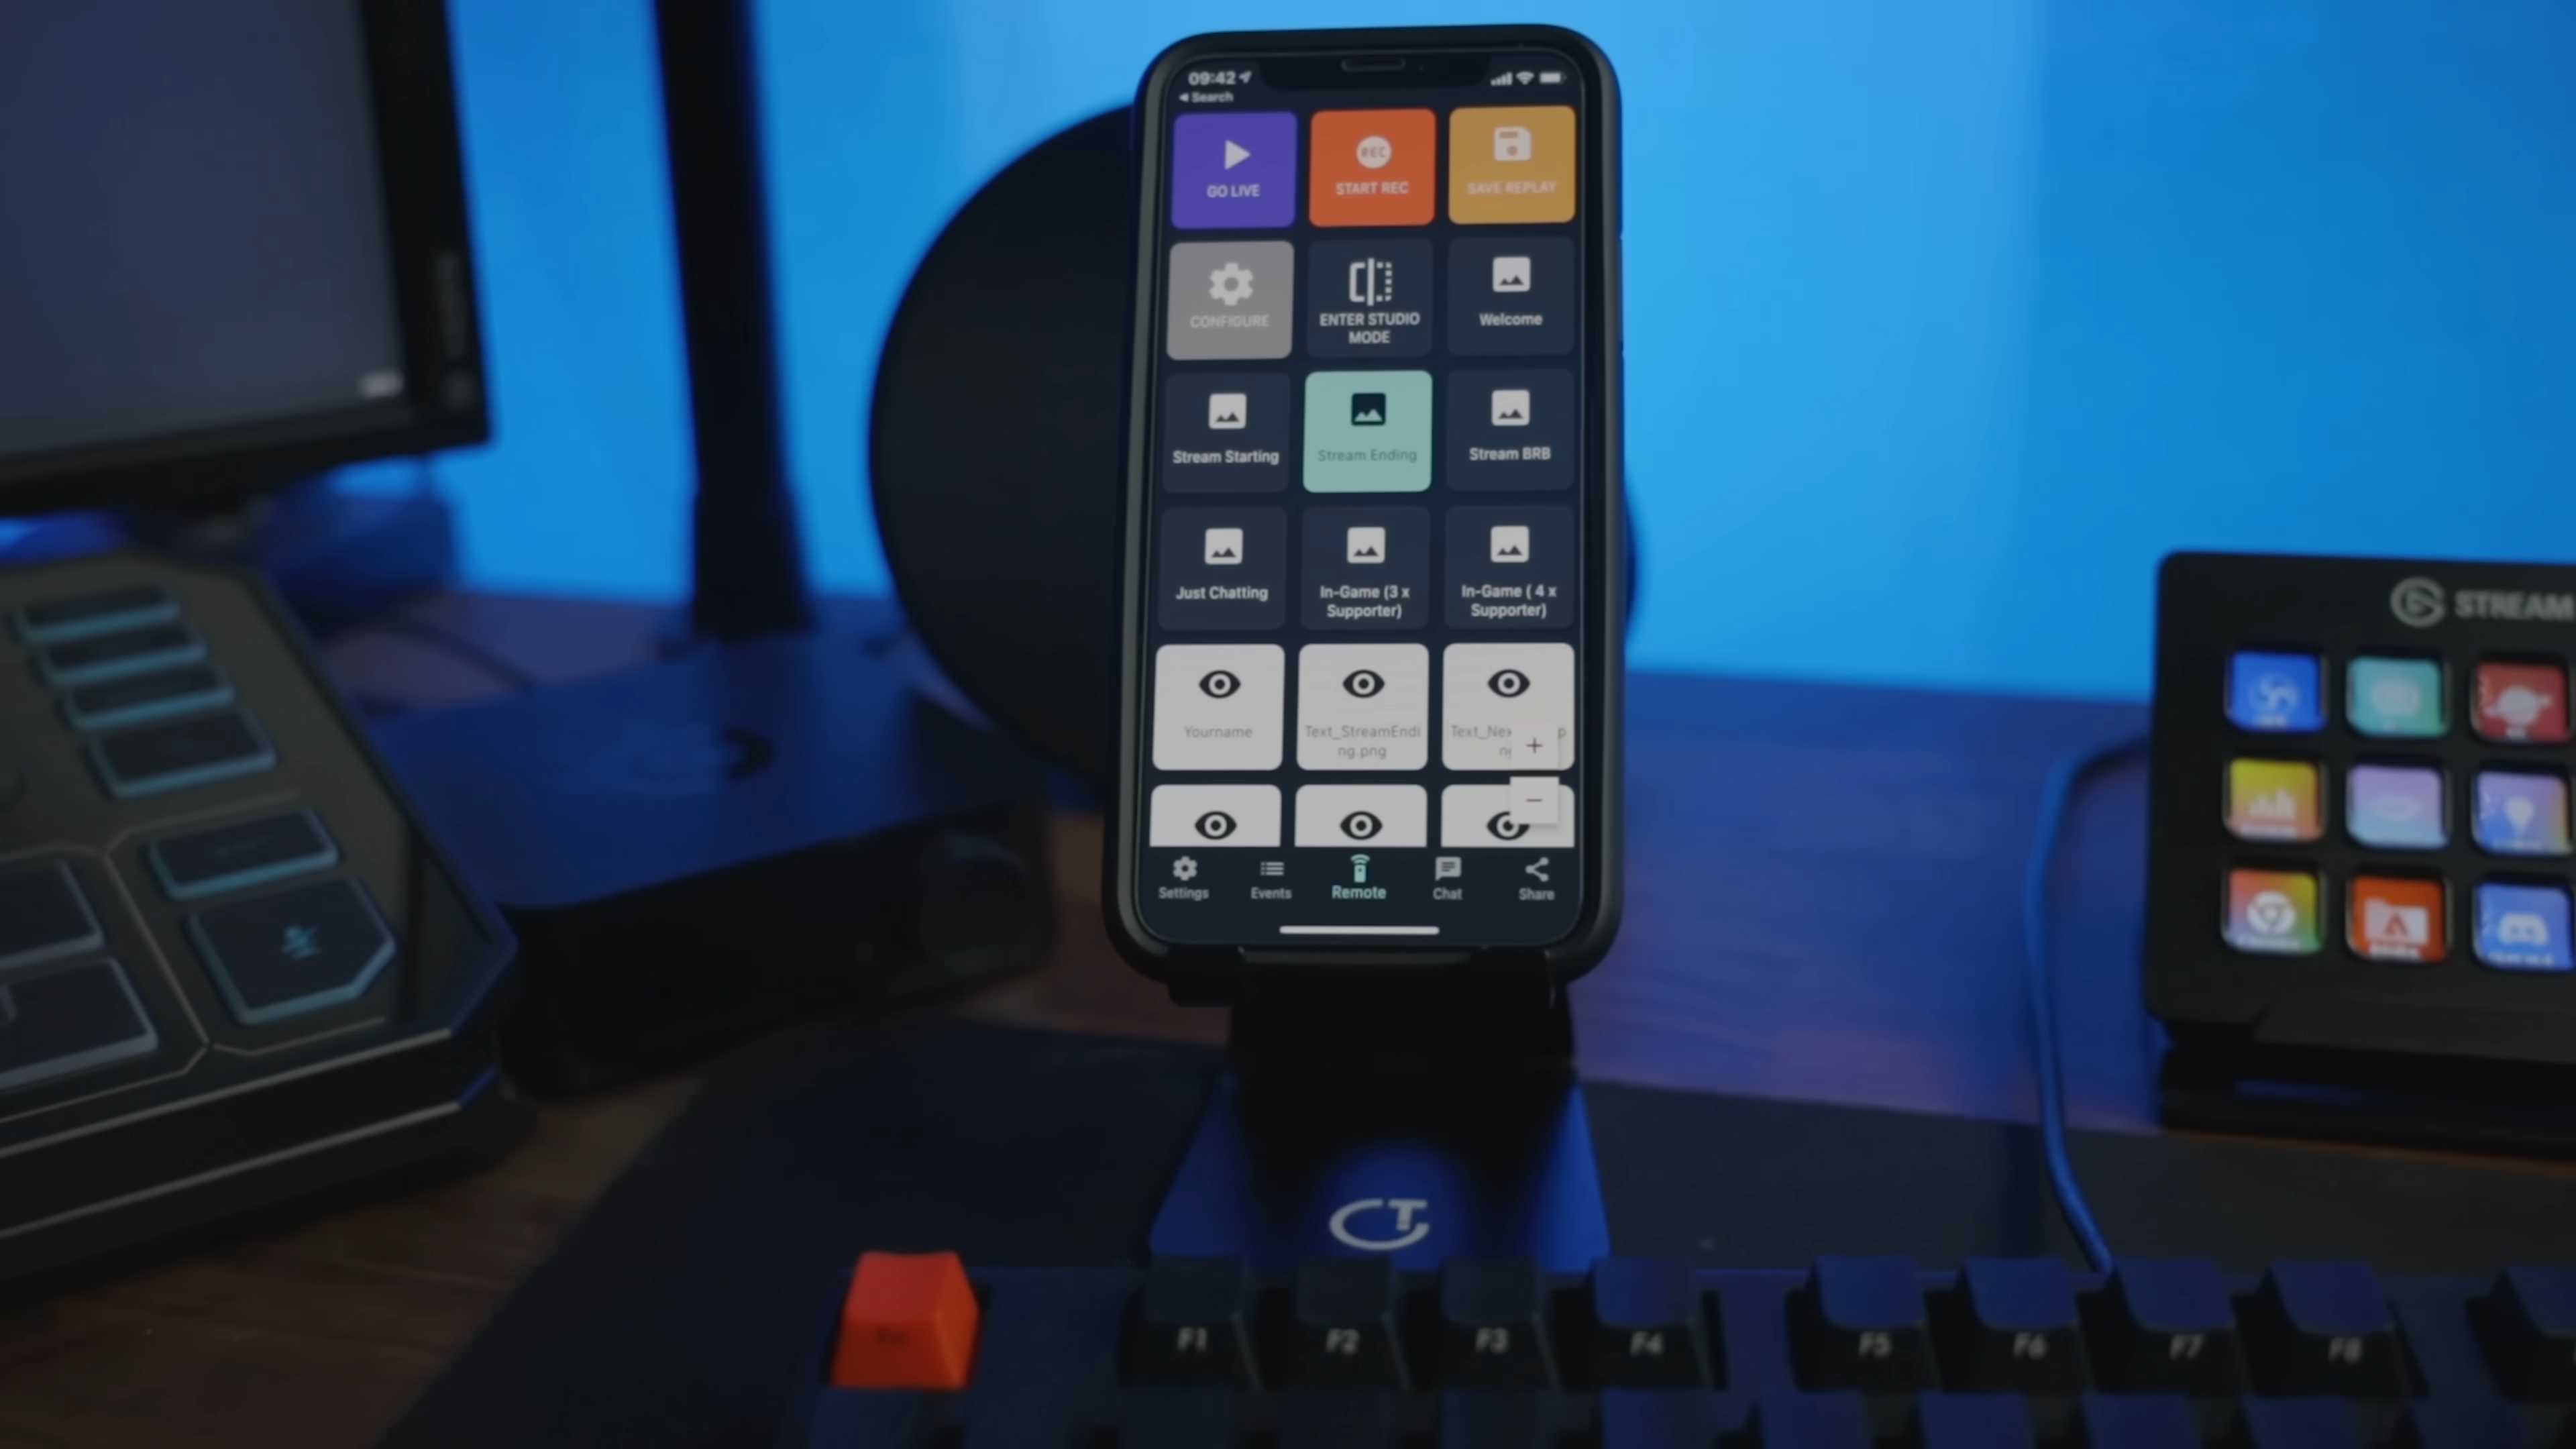 09:42
Search
GO LIVE
REC
START REC
SAVE REPLAY
CONFIGURE
ENTER STUDIO
MODE
Welcome
Stream Starting
Stream Ending
Stream BRB
Just Chatting
In-Game (3 x
Supporter)
In-Game ( 4 x
Supporter)
Yourname
Text_StreamEndi
ng.png
+
−
Settings
Events
Remote
Chat
Share
STREAM
F1
F2
F3
F4
F5
F6
F7
F8